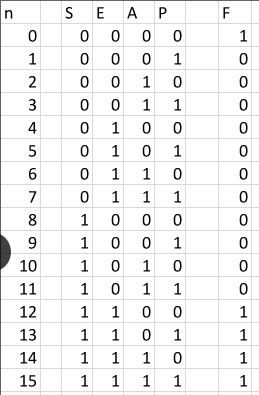 n S E A P F
0 0 0 0 0 1
1 0 0 0 1 0
2 0 0 1 0 0
3 0 0 1 1 0
4 0 1 0 0 0
5 0 1 0 1 0
6 0 1 1 0 0
7 0 1 1 1 0
8 1 0 0 0 0
9 1 0 0 1 0
10 1 0 1 0 0
11 1 0 1 1 0
12 1 1 0 0 1
13 1 1 0 1 1
14 1 1 1 0 1
15 1 1 1 1 1